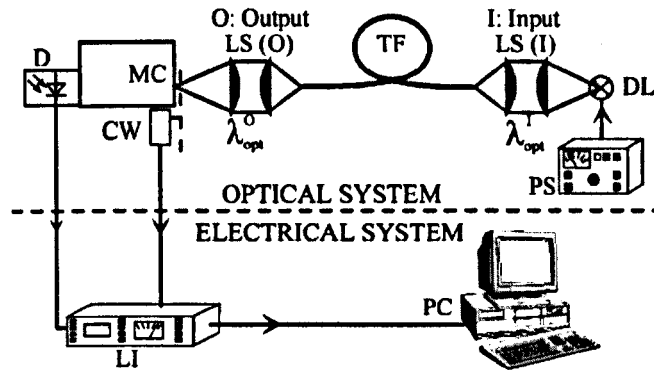 O: Output
I: Input
D
MC
LS (O)
TF
LS (I)
DL
CW
λ opt O
λ opt I
PS
OPTICAL SYSTEM
ELECTRICAL SYSTEM
PC
LI